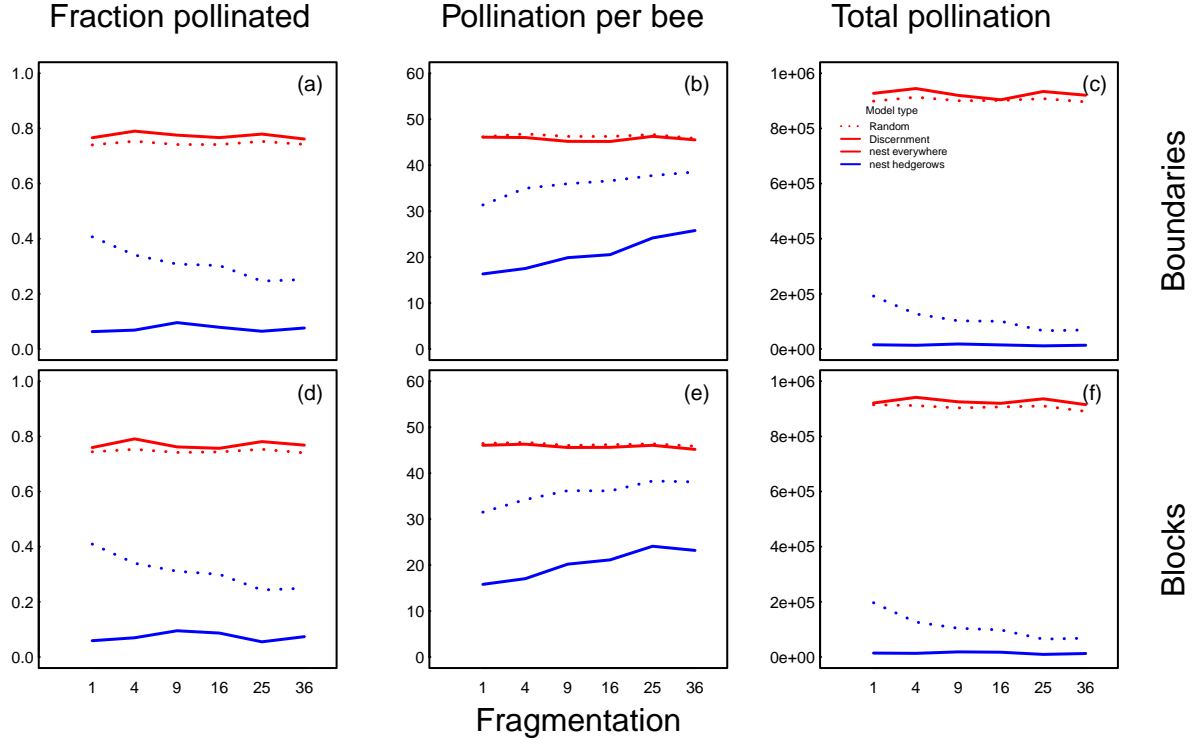 Fraction pollinated
Pollination per bee
Total pollination
1.0
0.8
0.6
0.4
0.2
0.0
(a)
60
50
40
30
20
10
0
(b)
1e+06
8e+05
6e+05
4e+05
2e+05
0e+00
(c)
Model type
Random
Discernment
nest everywhere
nest hedgerows
Boundaries
1.0
0.8
0.6
0.4
0.2
0.0
(d)
1 4 9 16 25 36
60
50
40
30
20
10
0
(e)
1 4 9 16 25 36
1e+06
8e+05
6e+05
4e+05
2e+05
0e+00
(f)
1 4 9 16 25 36
Blocks
Fragmentation